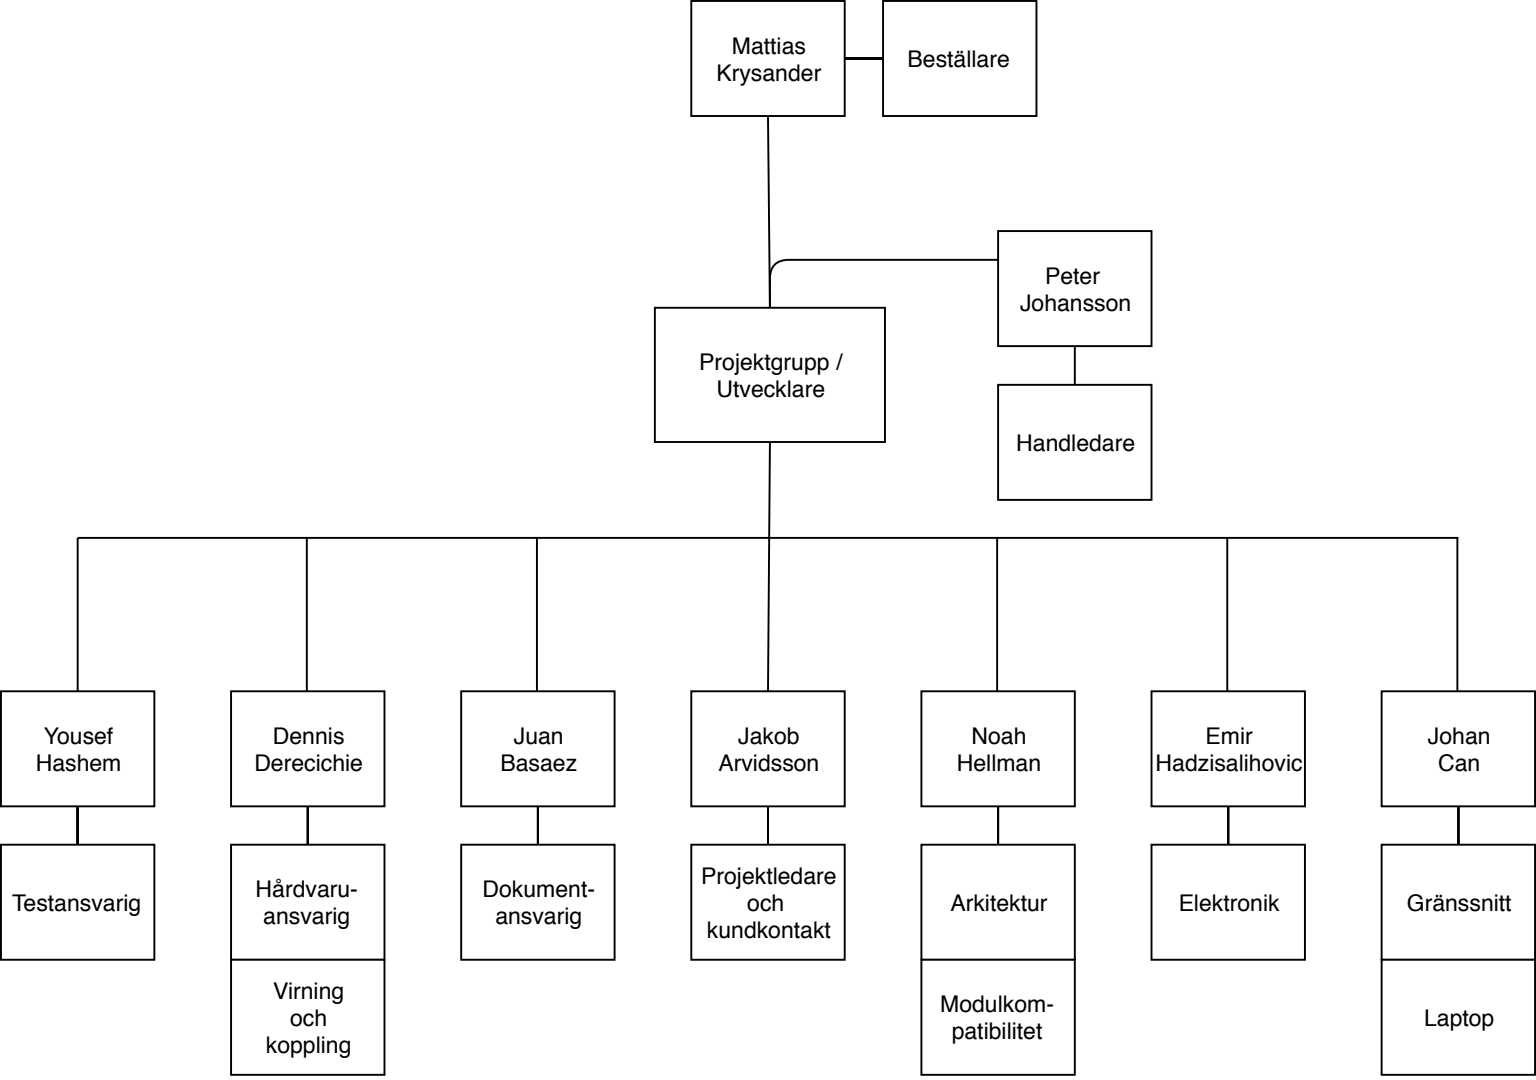 Mattias
Krysander
Beställare
Peter
Johansson
Projektgrupp /
Utvecklare
Handledare
Yousef
Hashem
Dennis
Derecichie
Juan
Basaez
Jakob
Arvidsson
Noah
Hellman
Emir
Hadzisalihovic
Johan
Can
Testansvarig
Hårdvaru-
ansvarig
Dokument-
ansvarig
Projektledare
och
kundkontakt
Arkitektur
Elektronik
Gränssnitt
Virning
och
koppling
Modulkom-
patibilitet
Laptop